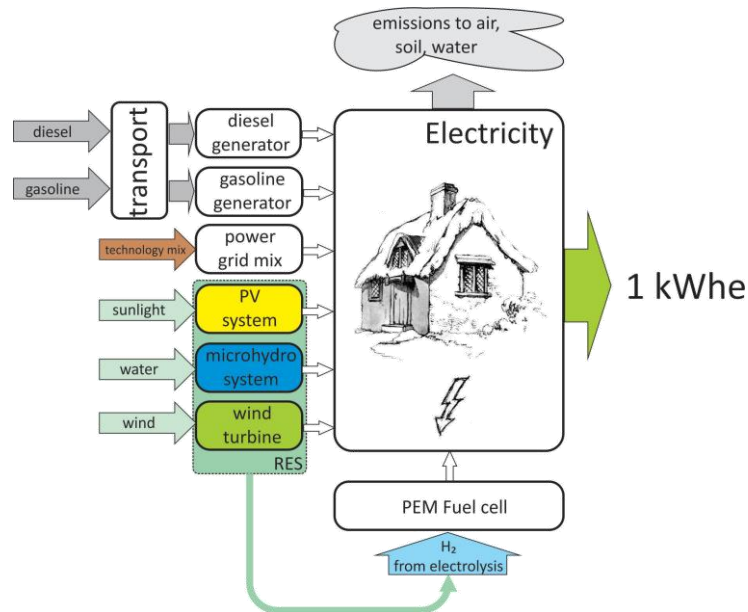 emissions to air,
soil, water
diesel
transport
diesel
generator
Electricity
gasoline
gasoline
generator
technology mix
power
grid mix
1 kWhe
sunlight
PV
system
water
microhydro
system
wind
wind
turbine
RES
PEM Fuel cell
H₂
from electrolysis